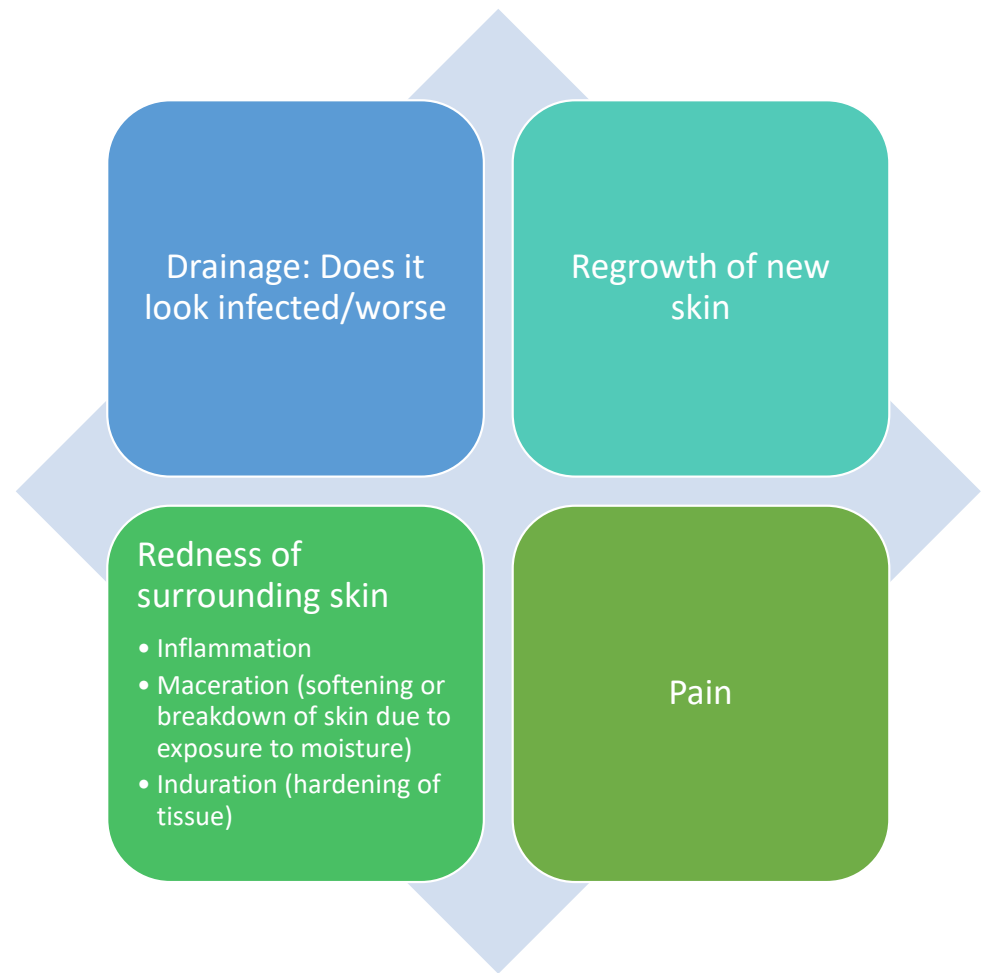 Drainage: Does it
look infected/worse
Regrowth of new
skin
Redness of
surrounding skin
• Inflammation
• Maceration (softening or
breakdown of skin due to
exposure to moisture)
• Induration (hardening of
tissue)
Pain